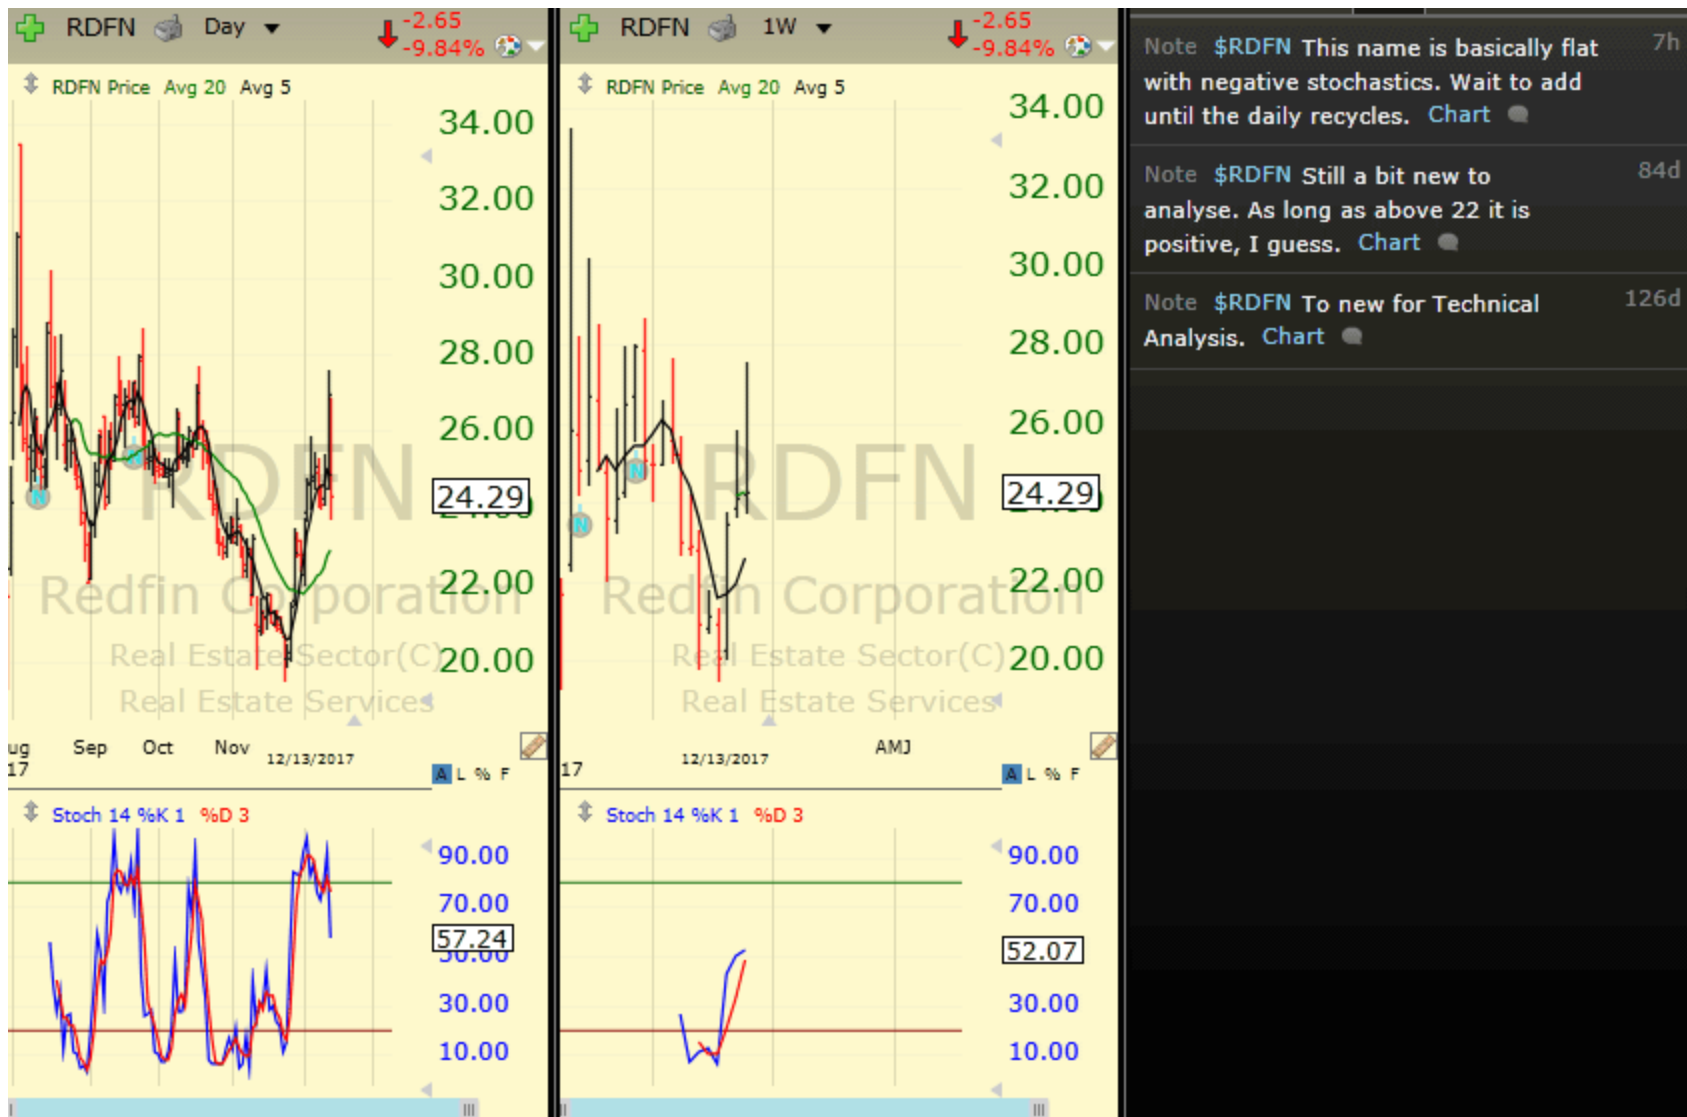 RDFN Day
-2.65
-9.84%
RDFN Price Avg 20 Avg 5
34.00
32.00
30.00
28.00
26.00
24.29
22.00
20.00
RDFN
Redfin Corporation
Real Estate Sector(C)
Real Estate Services
N
N
ug Sep Oct Nov 12/13/2017
17
A L % F
Stoch 14 %K 1 %D 3
90.00
70.00
57.24
50.00
30.00
10.00
RDFN 1W
-2.65
-9.84%
RDFN Price Avg 20 Avg 5
34.00
32.00
30.00
28.00
26.00
24.29
22.00
20.00
RDFN
Redfin Corporation
Real Estate Sector(C)
Real Estate Services
N
N
17 12/13/2017 AMJ
A L % F
Stoch 14 %K 1 %D 3
90.00
70.00
52.07
30.00
10.00
Note $RDFN This name is basically flat 7h
with negative stochastics. Wait to add
until the daily recycles. Chart
Note $RDFN Still a bit new to 84d
analyse. As long as above 22 it is
positive, I guess. Chart
Note $RDFN To new for Technical 126d
Analysis. Chart